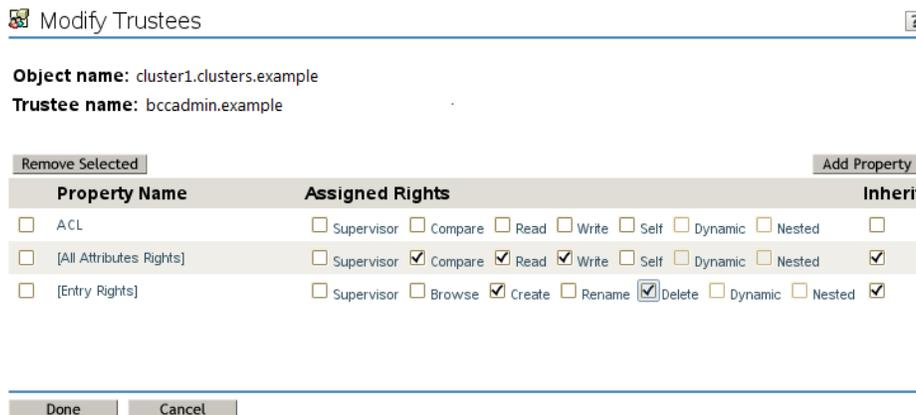 Modify Trustees
Object name: cluster1.clusters.example
Trustee name: bccadmin.example
Remove Selected Add Property
Property Name Assigned Rights Inheri
ACL Supervisor Compare Read Write Self Dynamic Nested
[All Attributes Rights] Supervisor Compare Read Write Self Dynamic Nested
[Entry Rights] Supervisor Browse Create Rename Delete Dynamic Nested
Done Cancel